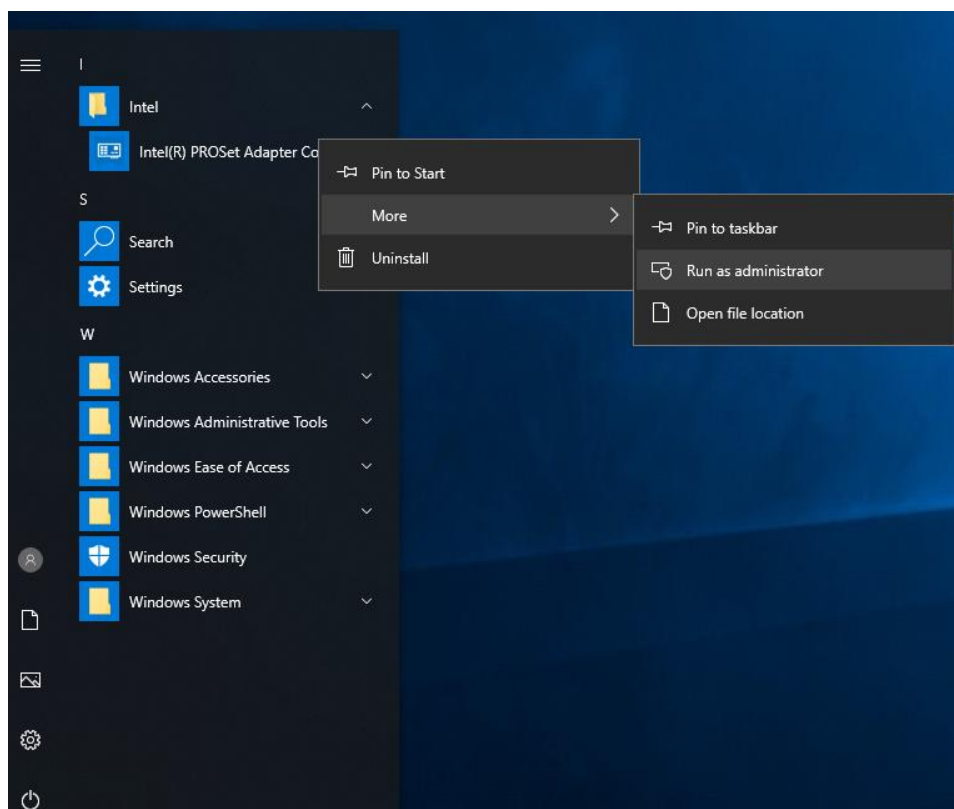 I
Intel
Intel(R) PROSet Adapter Co
Pin to Start
More
Uninstall
Pin to taskbar
Run as administrator
Open file location
S
Search
Settings
W
Windows Accessories
Windows Administrative Tools
Windows Ease of Access
Windows PowerShell
Windows Security
Windows System